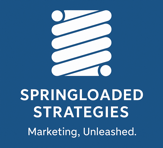 SPRINGLOADED
STRATEGIES
Marketing, Unleashed.